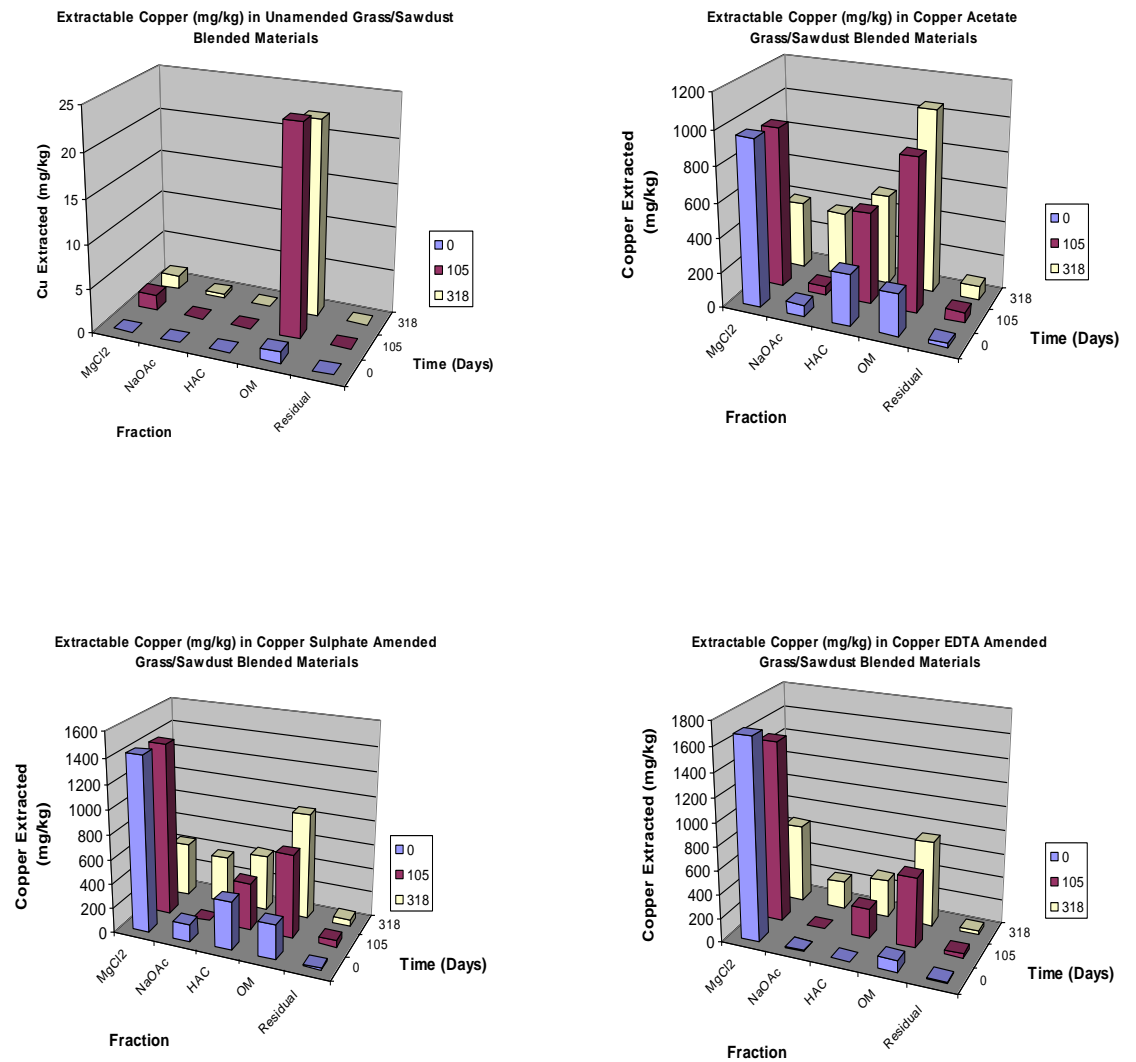 Extractable Copper (mg/kg) in Unamended Grass/Sawdust
Blended Materials
25
20
15
10
5
0
Cu Extracted (mg/kg)
MgCl2
NaOAc
HAC
OM
Residual
Fraction
0
105
318
Time (Days)
0
105
318
Extractable Copper (mg/kg) in Copper Acetate
Grass/Sawdust Blended Materials
1200
1000
800
600
400
200
0
Copper Extracted
(mg/kg)
MgCl2
NaOAc
HAC
OM
Residual
Fraction
0
105
318
Time (Days)
0
105
318
Extractable Copper (mg/kg) in Copper Sulphate Amended
Grass/Sawdust Blended Materials
1600
1400
1200
1000
800
600
400
200
0
Copper Extracted
(mg/kg)
MgCl2
NaOAc
HAC
OM
Residual
Fraction
0
105
318
Time (Days)
0
105
318
Extractable Copper (mg/kg) in Copper EDTA Amended
Grass/Sawdust Blended Materials
1800
1600
1400
1200
1000
800
600
400
200
0
Copper Extracted (mg/kg)
MgCl2
NaOAc
HAC
OM
Residual
Fraction
0
105
318
Time (Days)
0
105
318